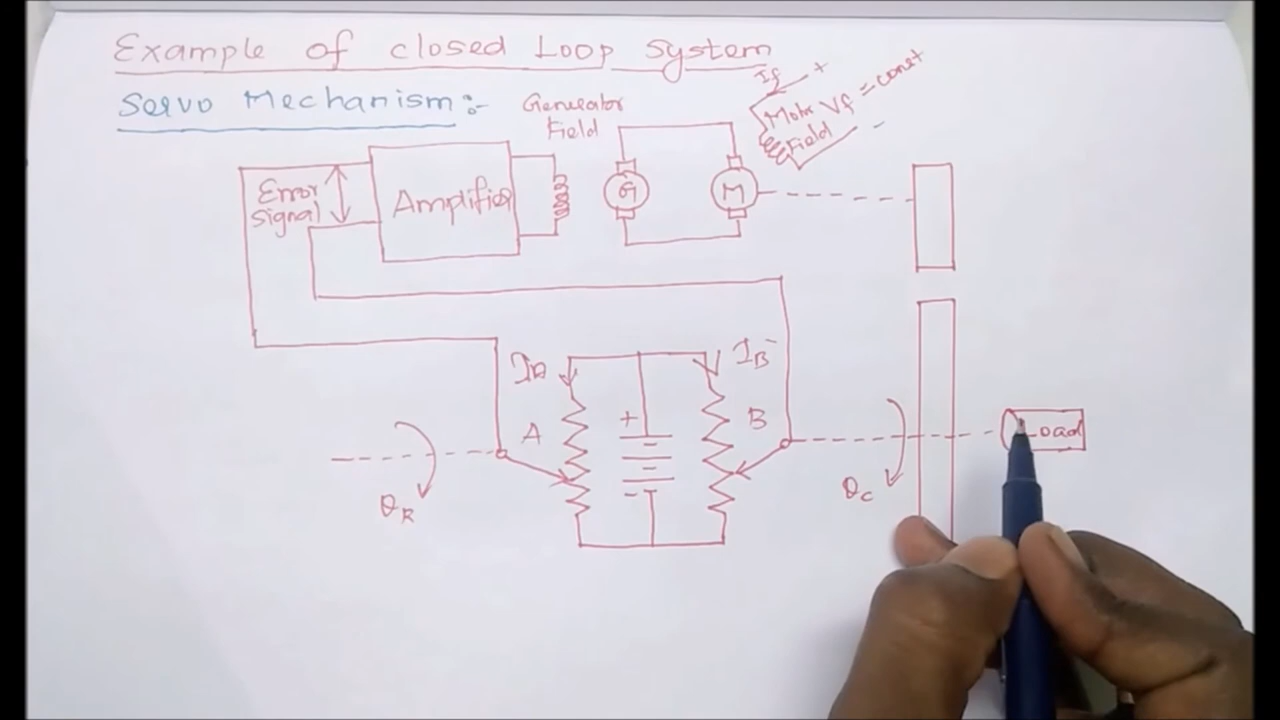 Example of closed Loop system
Servo Mechanism:-
Generator
Field
If
+
Motor Vf = const
Field
-
Error
signal
Amplifier
G
M
IA
IB
+
A
B
-
θR
θC
Load